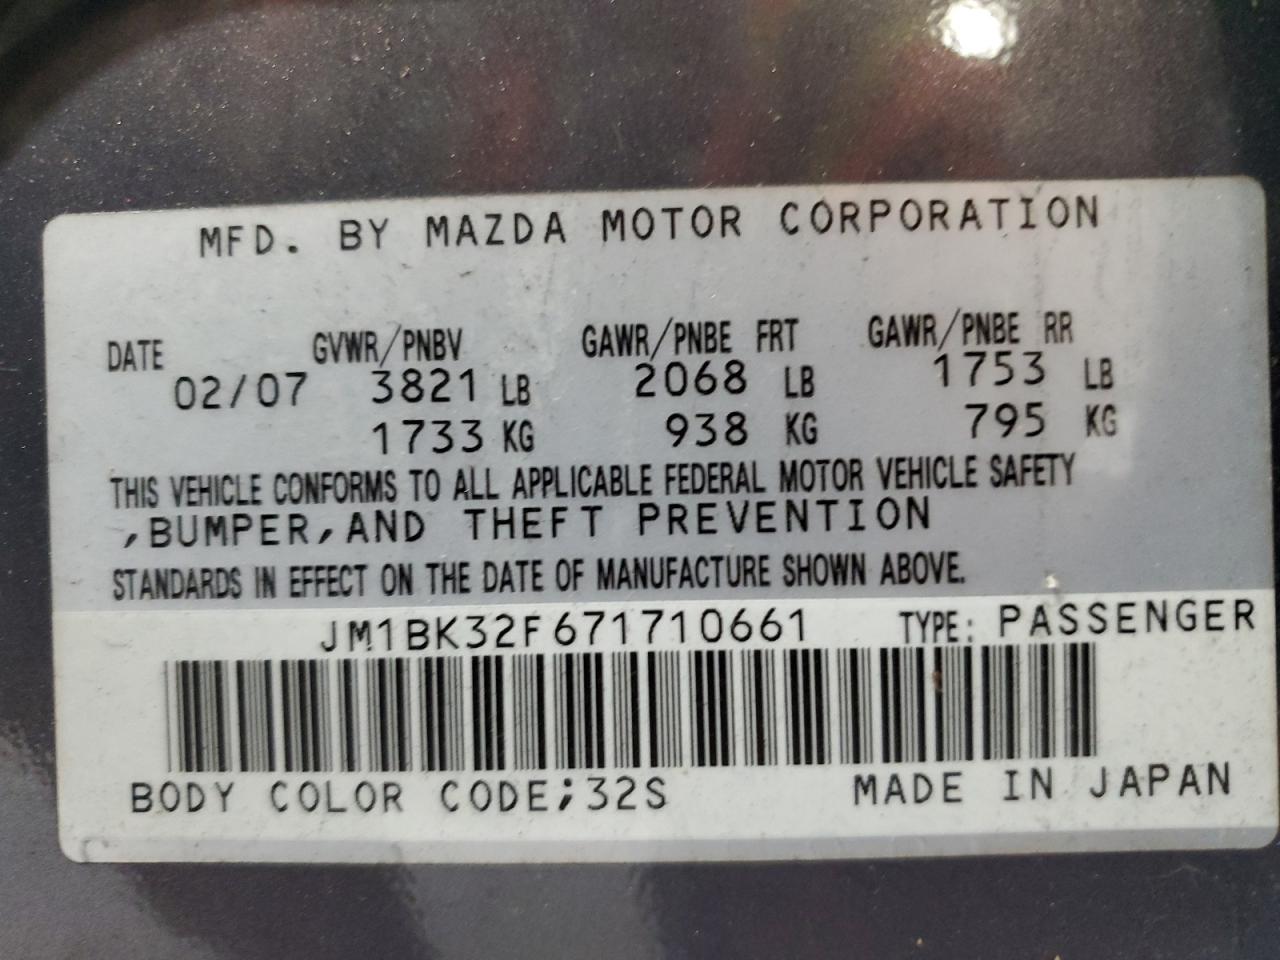 MFD. BY MAZDA MOTOR CORPORATION
DATE GVWR/PNBV GAWR/PNBE FRT GAWR/PNBE RR
02/07 3821 LB 2068 LB 1753 LB
1733 KG 938 KG 795 KG
THIS VEHICLE CONFORMS TO ALL APPLICABLE FEDERAL MOTOR VEHICLE SAFETY
,BUMPER,AND THEFT PREVENTION
STANDARDS IN EFFECT ON THE DATE OF MANUFACTURE SHOWN ABOVE.
JM1BK32F671710661 TYPE: PASSENGER
BODY COLOR CODE;32S MADE IN JAPAN